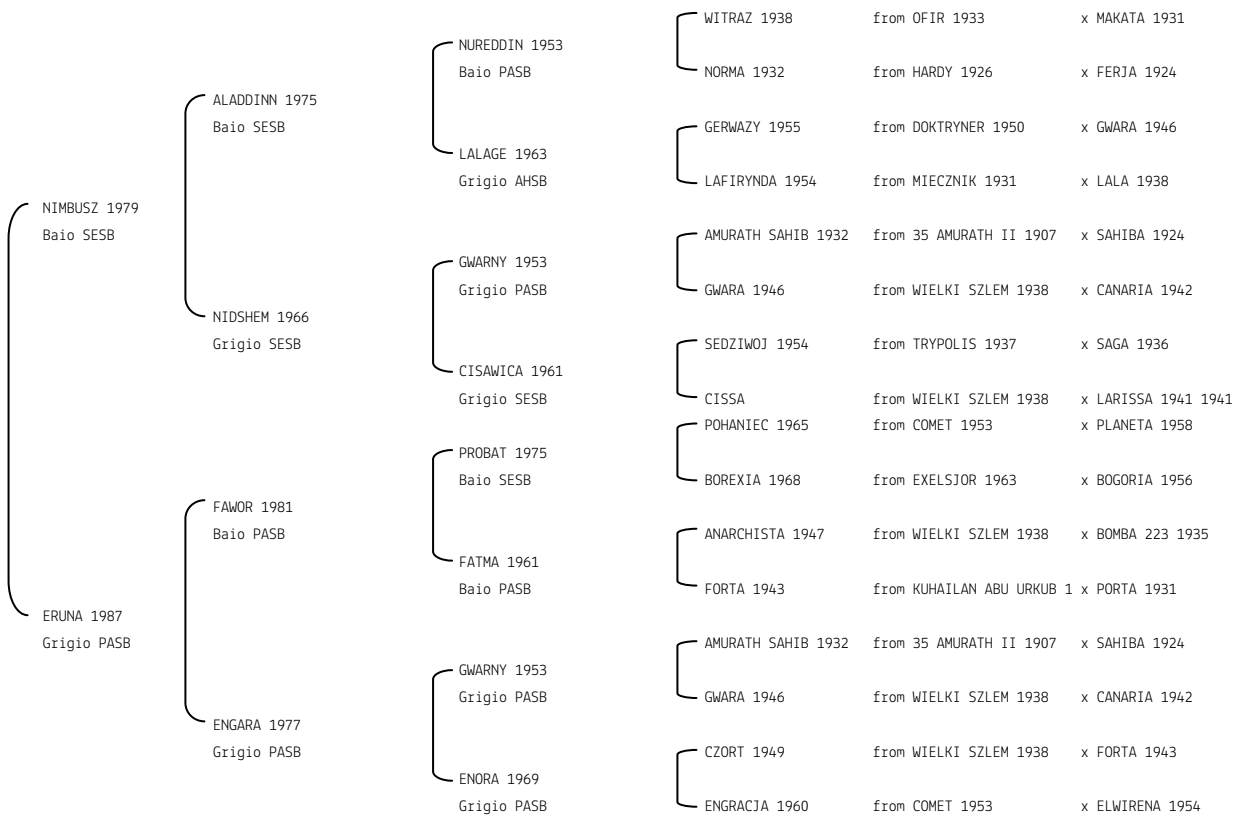 WITRAZ 1938 from OFIR 1933 x MAKATA 1931
NUREDDIN 1953
Baio PASB NORMA 1932 from HARDY 1926 x FERJA 1924
ALADDINN 1975
Baio SESB GERWAZY 1955 from DOKTRYNER 1950 x GWARA 1946
LALAGE 1963
Grigio AHSB LAFIRYNDA 1954 from MIECZNIK 1931 x LALA 1938
NIMBUSZ 1979
Baio SESB AMURATH SAHIB 1932 from 35 AMURATH II 1907 x SAHIBA 1924
GWARNY 1953
Grigio PASB GWARA 1946 from WIELKI SZLEM 1938 x CANARIA 1942
NIDSHEM 1966
Grigio SESB SEDZIWOJ 1954 from TRYPOLIS 1937 x SAGA 1936
CISAWICA 1961
Grigio SESB CISSA from WIELKI SZLEM 1938 x LARISSA 1941 1941
POHANIEC 1965 from COMET 1953 x PLANETA 1958
PROBAT 1975
Baio SESB BOREXIA 1968 from EXELSJOR 1963 x BOGORIA 1956
FAWOR 1981
Baio PASB ANARCHISTA 1947 from WIELKI SZLEM 1938 x BOMBA 223 1935
FATMA 1961
Baio PASB FORTA 1943 from KUHAILAN ABU URKUB 1 x PORTA 1931
ERUNA 1987
Grigio PASB AMURATH SAHIB 1932 from 35 AMURATH II 1907 x SAHIBA 1924
GWARNY 1953
Grigio PASB GWARA 1946 from WIELKI SZLEM 1938 x CANARIA 1942
ENGARA 1977
Grigio PASB CZORT 1949 from WIELKI SZLEM 1938 x FORTA 1943
ENORA 1969
Grigio PASB ENGRACJA 1960 from COMET 1953 x ELWIRENA 1954